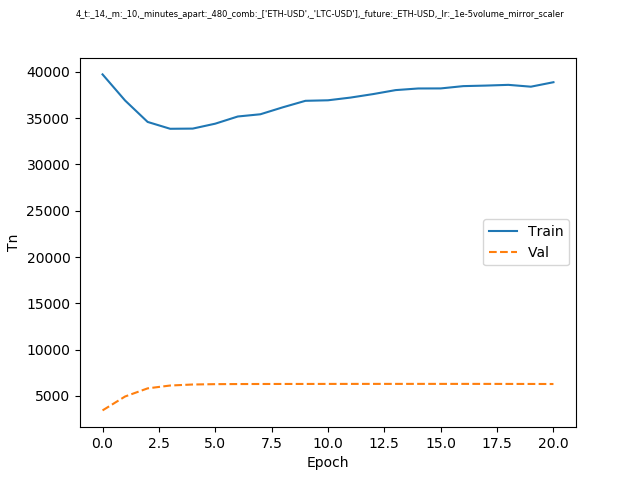 4_t:_14,_m:_10,_minutes_apart:_480_comb:_['ETH-USD',_'LTC-USD'],_future:_ETH-USD,_lr:_1e-5volume_mirror_scaler
40000
35000
30000
25000
20000
15000
10000
5000
Tn
Train
Val
0.0 2.5 5.0 7.5 10.0 12.5 15.0 17.5 20.0
Epoch